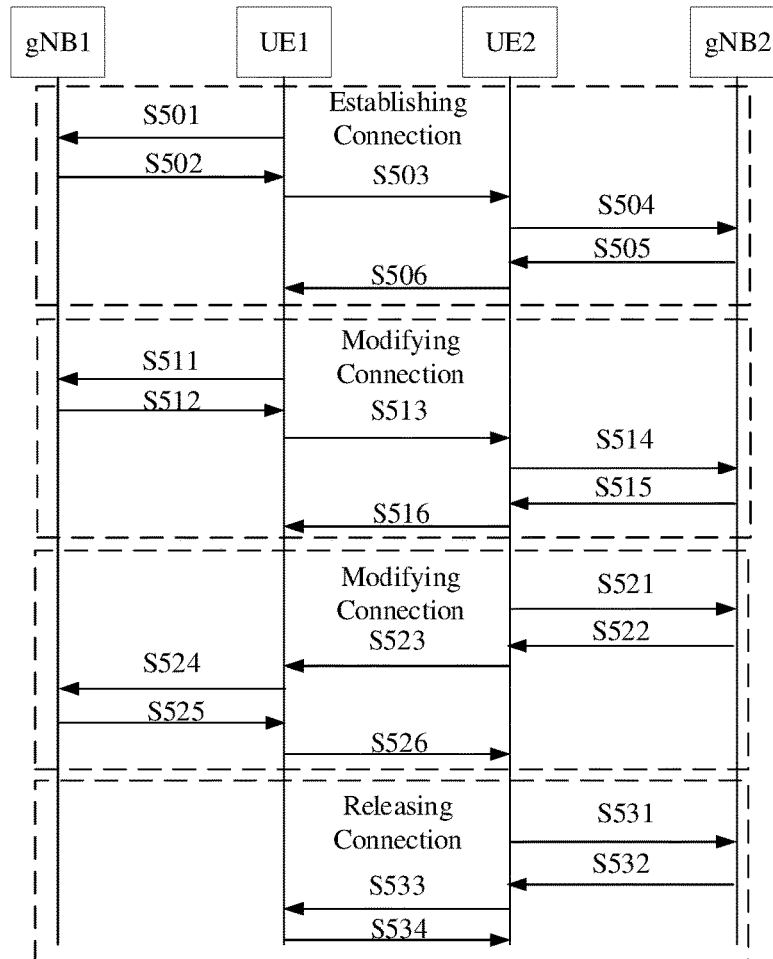 gNB1
UE1
UE2
gNB2
Establishing
Connection
S501
S502
S503
S504
S505
S506
Modifying
Connection
S511
S512
S513
S514
S515
S516
Modifying
Connection
S521
S522
S523
S524
S525
S526
Releasing
Connection
S531
S532
S533
S534